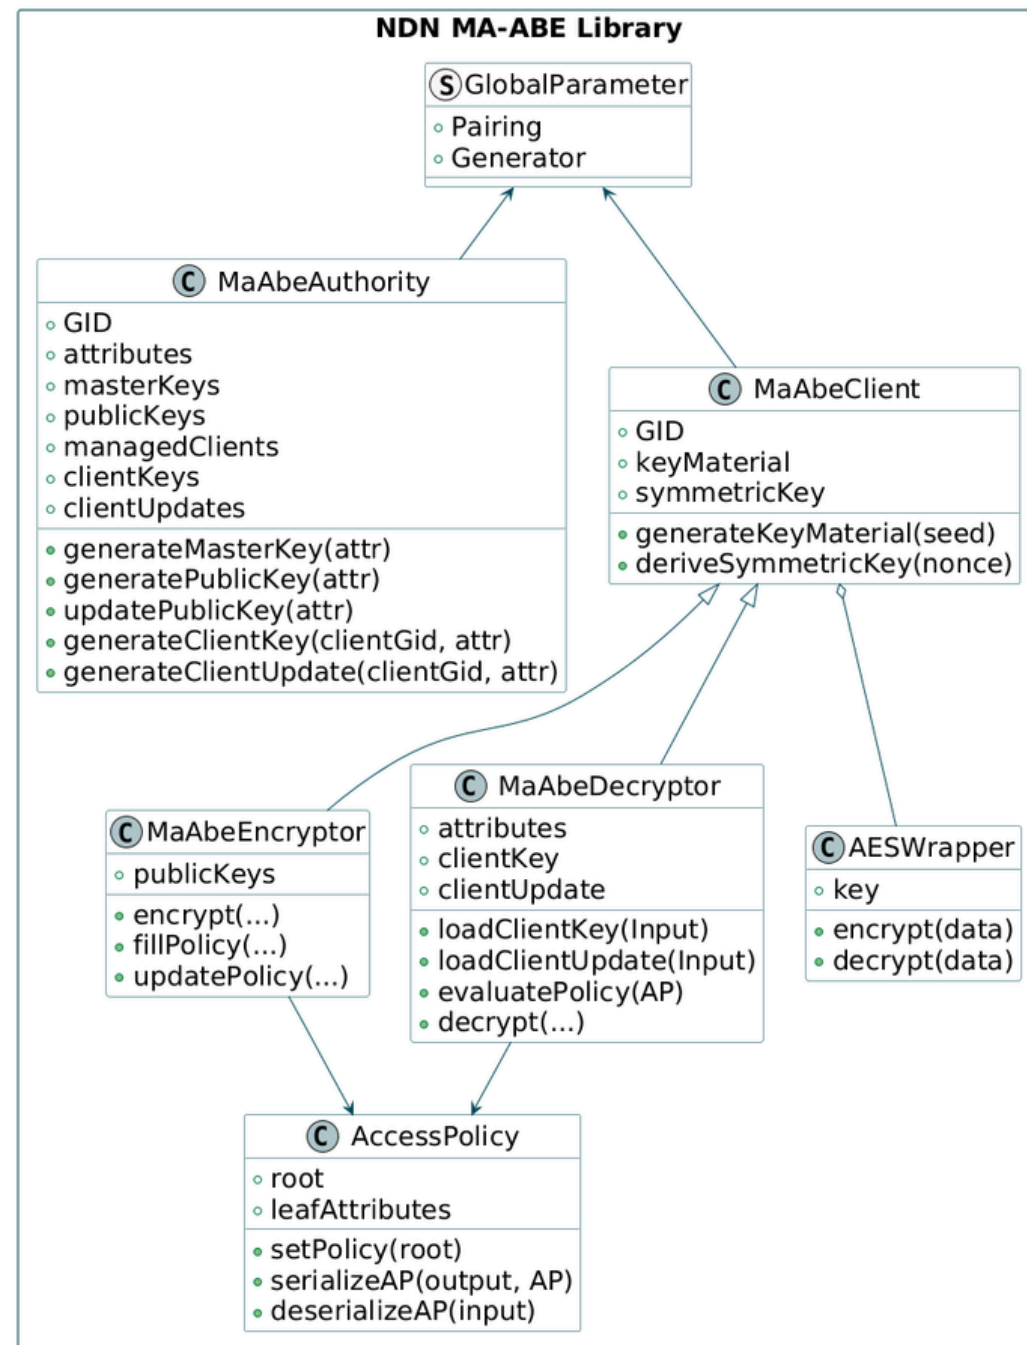 NDN MA-ABE Library
S GlobalParameter
Pairing
Generator
C MaAbeAuthority
GID
attributes
masterKeys
publicKeys
managedClients
clientKeys
clientUpdates
generateMasterKey(attr)
generatePublicKey(attr)
updatePublicKey(attr)
generateClientKey(clientGid, attr)
generateClientUpdate(clientGid, attr)
C MaAbeClient
GID
keyMaterial
symmetricKey
generateKeyMaterial(seed)
deriveSymmetricKey(nonce)
C MaAbeEncryptor
publicKeys
encrypt(...)
fillPolicy(...)
updatePolicy(...)
C MaAbeDecryptor
attributes
clientKey
clientUpdate
loadClientKey(Input)
loadClientUpdate(Input)
evaluatePolicy(AP)
decrypt(...)
C AESWrapper
key
encrypt(data)
decrypt(data)
C AccessPolicy
root
leafAttributes
setPolicy(root)
serializeAP(output, AP)
deserializeAP(input)